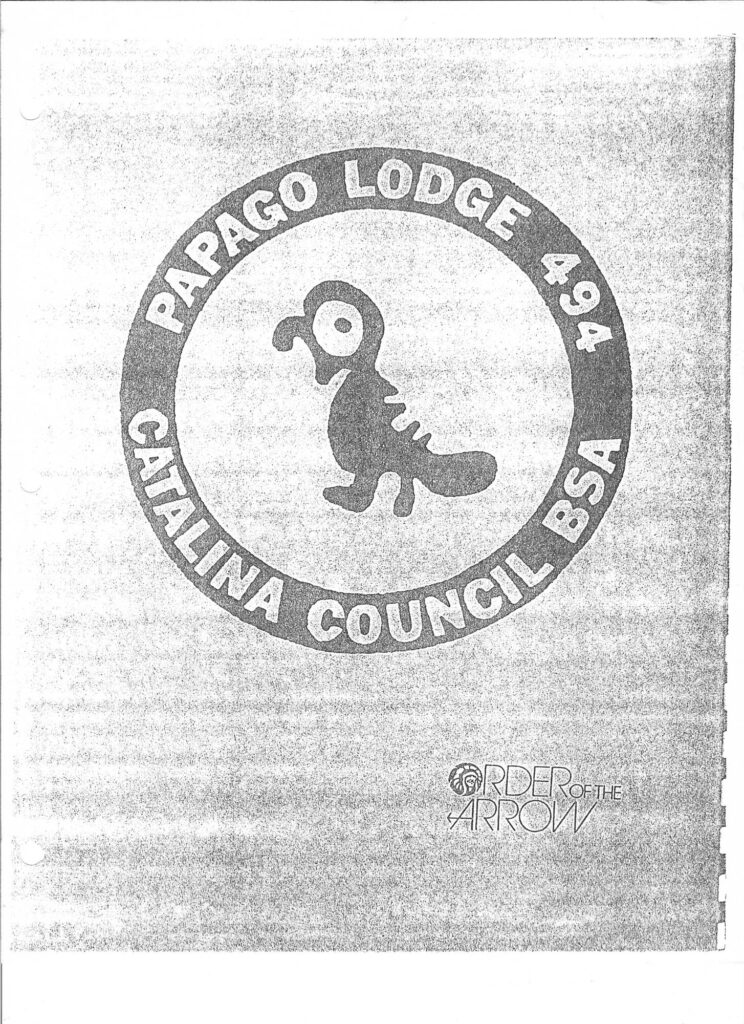 PAPAGO LODGE 494
CATALINA COUNCIL BSA
ORDER OF THE
ARROW